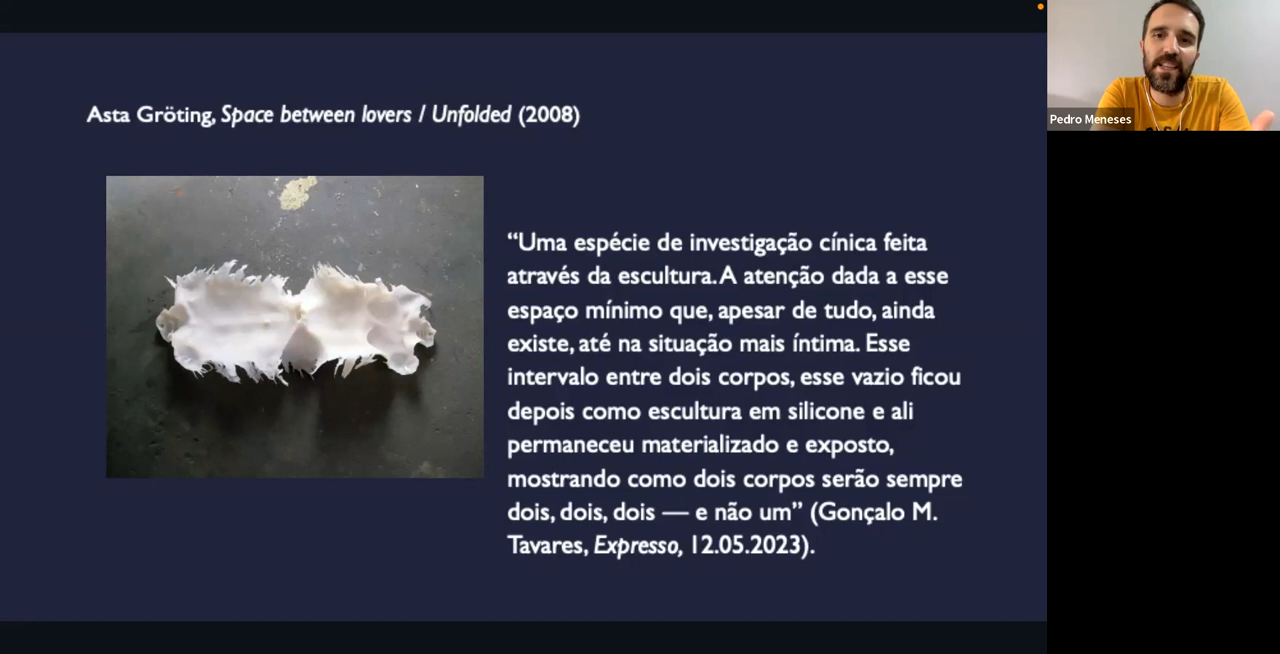 Asta Gröting, Space between lovers / Unfolded (2008)
“Uma espécie de investigação cínica feita
através da escultura. A atenção dada a esse
espaço mínimo que, apesar de tudo, ainda
existe, até na situação mais íntima. Esse
intervalo entre dois corpos, esse vazio ficou
depois como escultura em silicone e ali
permaneceu materializado e exposto,
mostrando como dois corpos serão sempre
dois, dois, dois — e não um” (Gonçalo M.
Tavares, Expresso, 12.05.2023).
Pedro Meneses